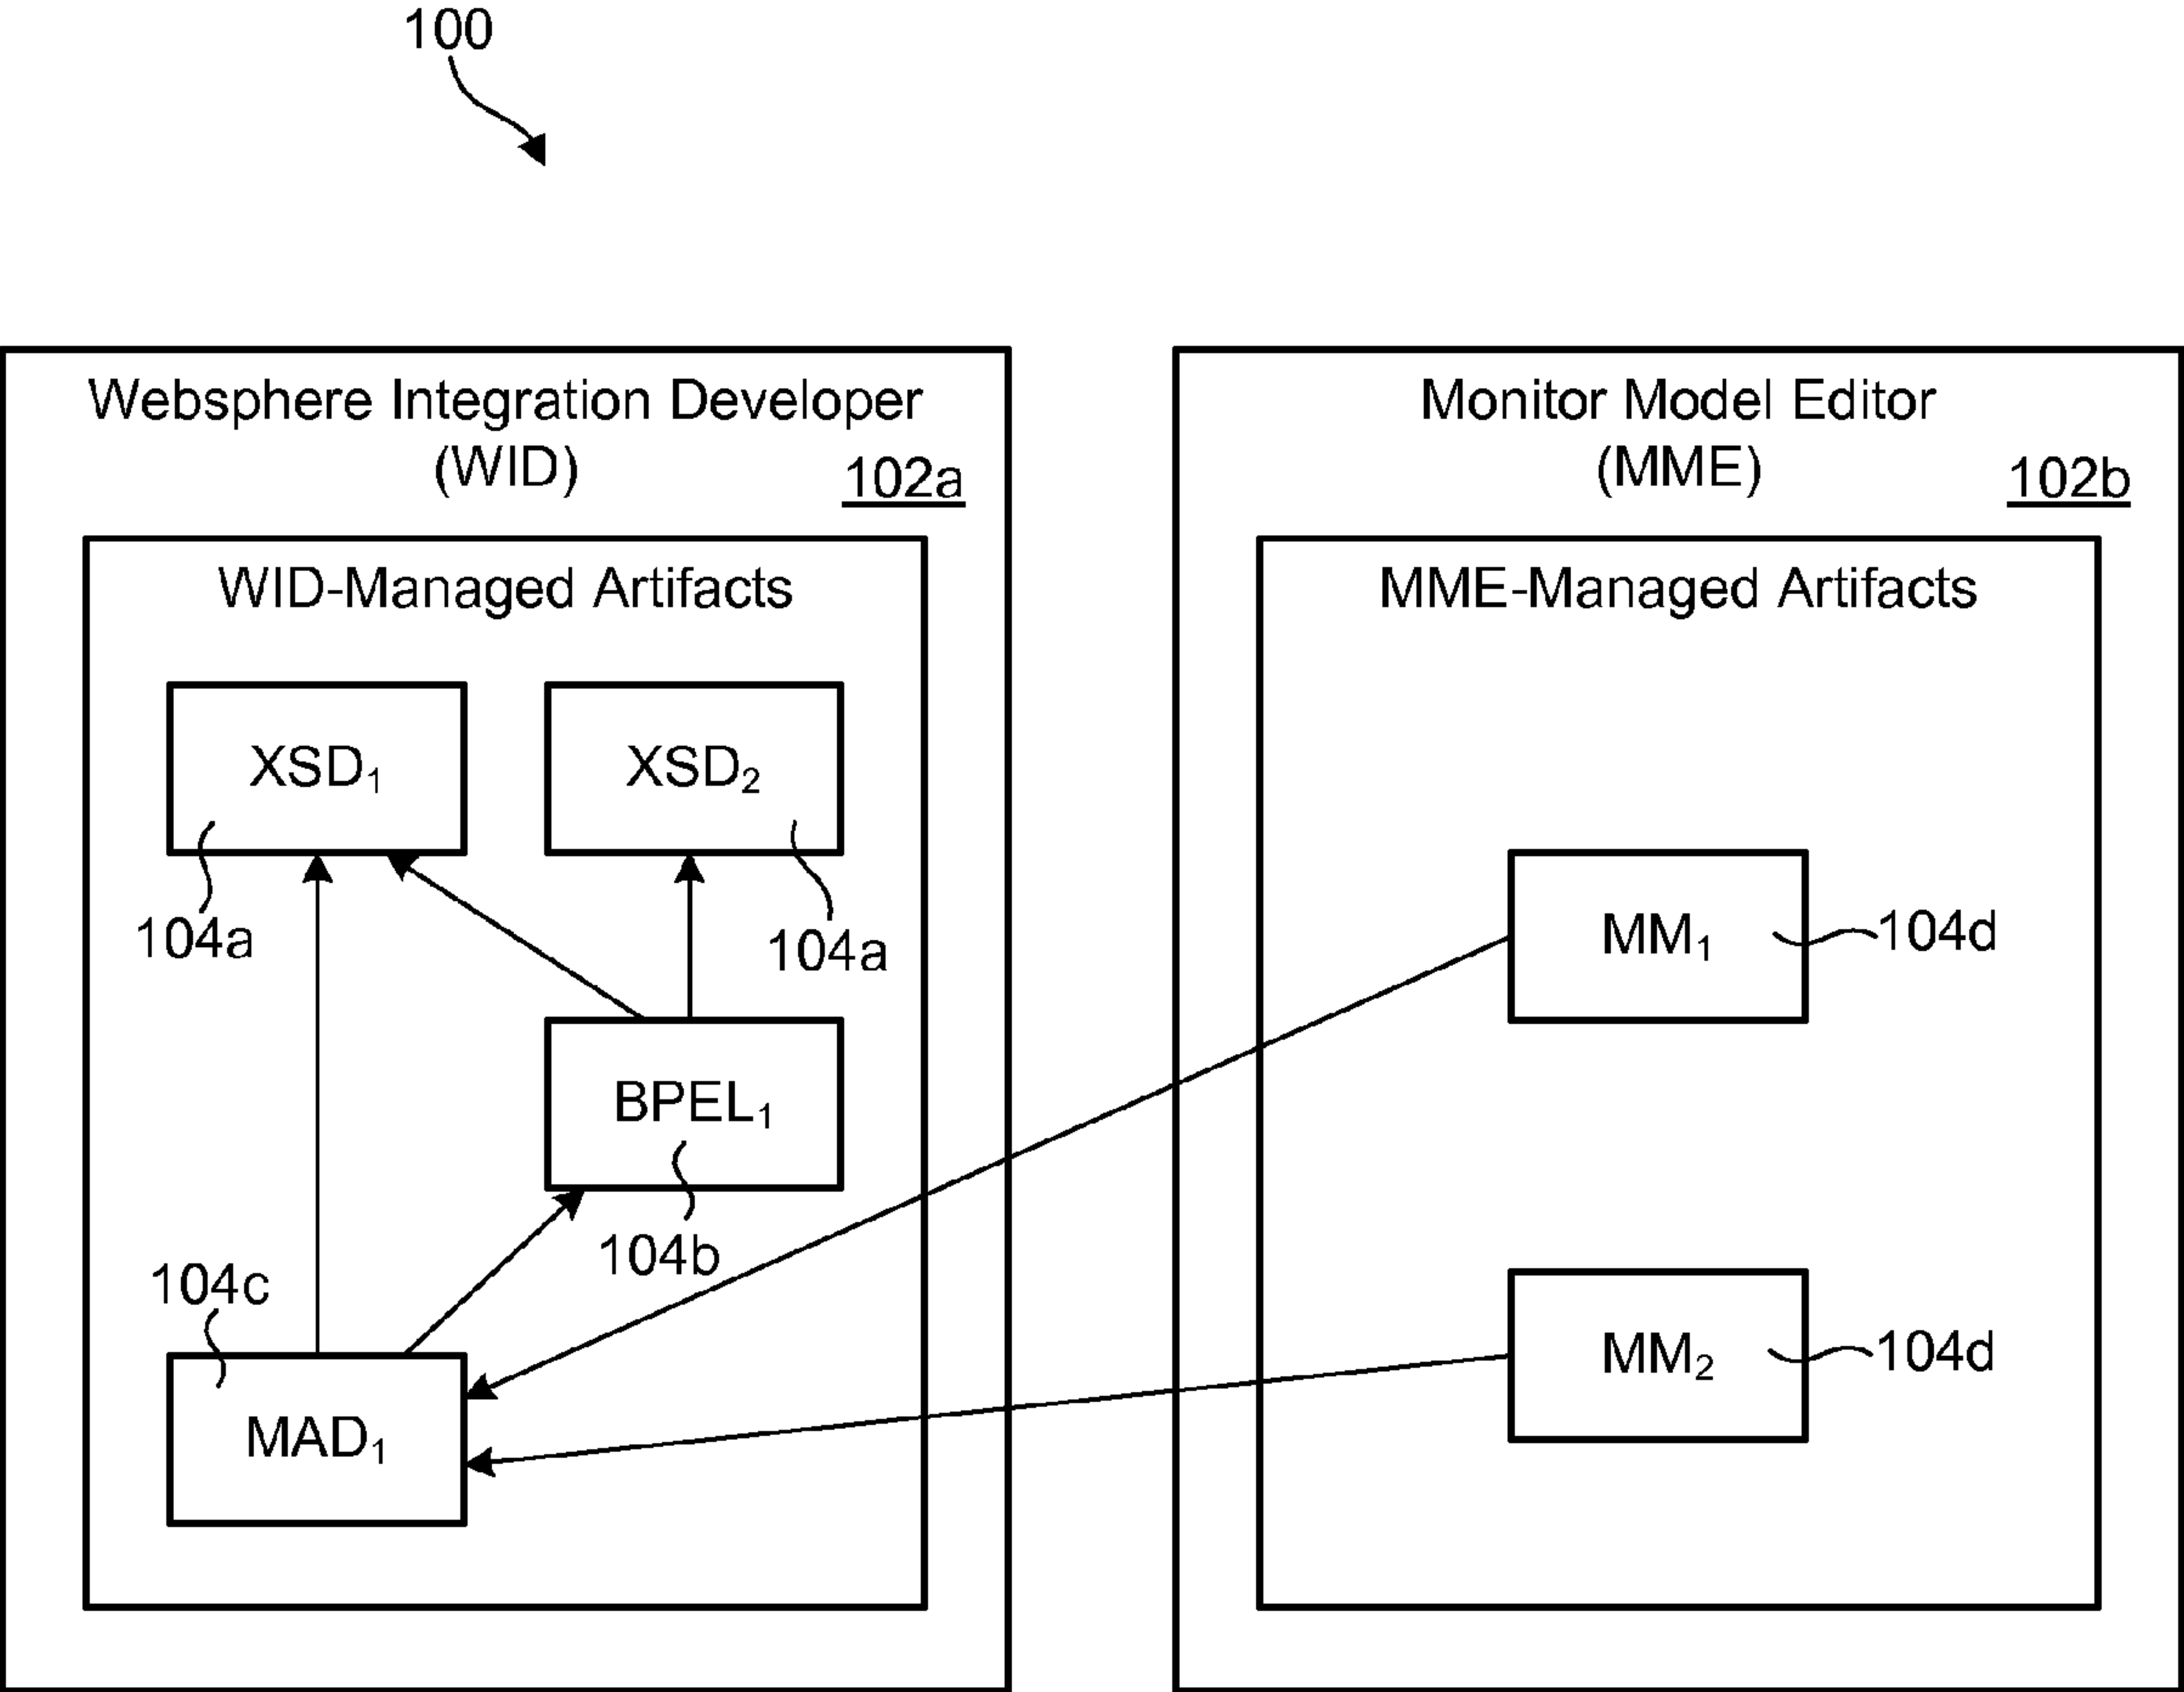 100
Websphere Integration Developer
(WID)
102a
WID-Managed Artifacts
XSD₁
XSD₂
104a
104a
BPEL₁
104b
104c
MAD₁
Monitor Model Editor
(MME)
102b
MME-Managed Artifacts
MM₁
104d
MM₂
104d